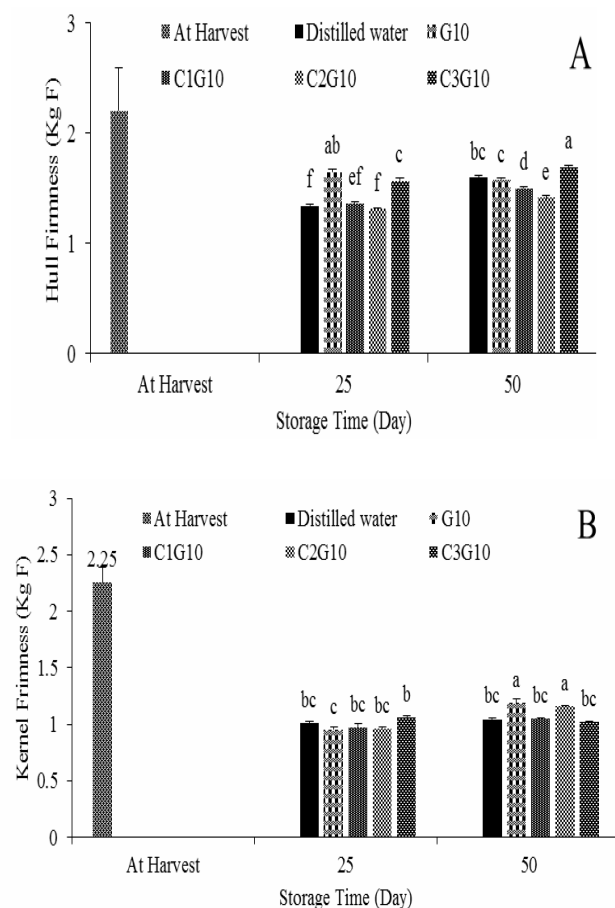 3
At Harvest Distilled water G10
C1G10 C2G10 C3G10
A
2
1
0
Hull Firmness (Kg F)
f ab ef f c
bc c d e a
At Harvest 25 50
Storage Time (Day)
3
At Harvest Distilled water G10
C1G10 C2G10 C3G10
B
2.5
2.25
2
1.5
1
0.5
0
Kernel Frimness (Kg F)
bc c bc bc b
bc a bc a bc
At Harvest 25 50
Storage Time (Day)